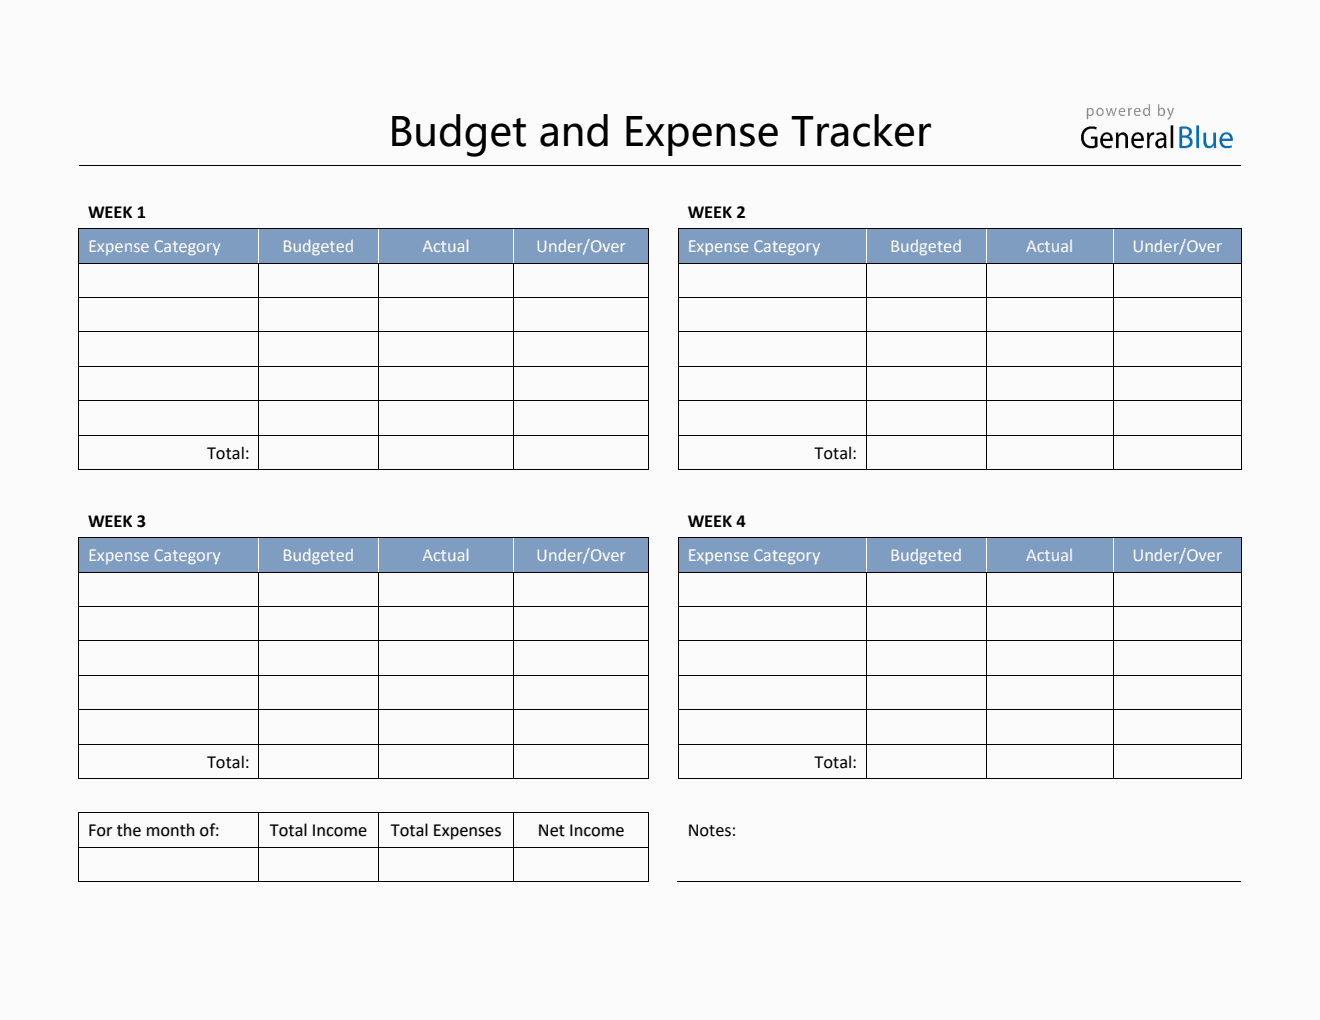 powered by
Budget and Expense Tracker
GeneralBlue
WEEK 1
Expense Category Budgeted Actual Under/Over
Total:
WEEK 2
Expense Category Budgeted Actual Under/Over
Total:
WEEK 3
Expense Category Budgeted Actual Under/Over
Total:
WEEK 4
Expense Category Budgeted Actual Under/Over
Total:
For the month of: Total Income Total Expenses Net Income
Notes: